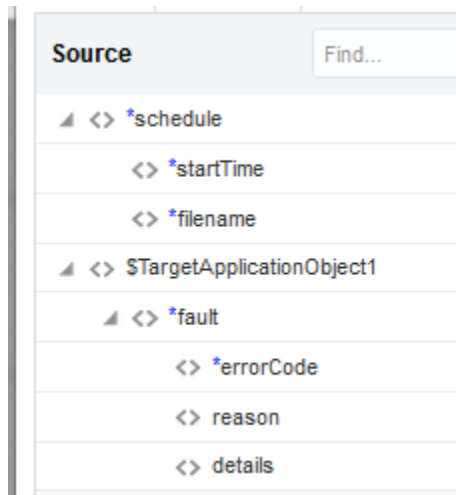 Source
Find...
<> *schedule
<> *startTime
<> *filename
<> $TargetApplicationObject1
<> *fault
<> *errorCode
<> reason
<> details